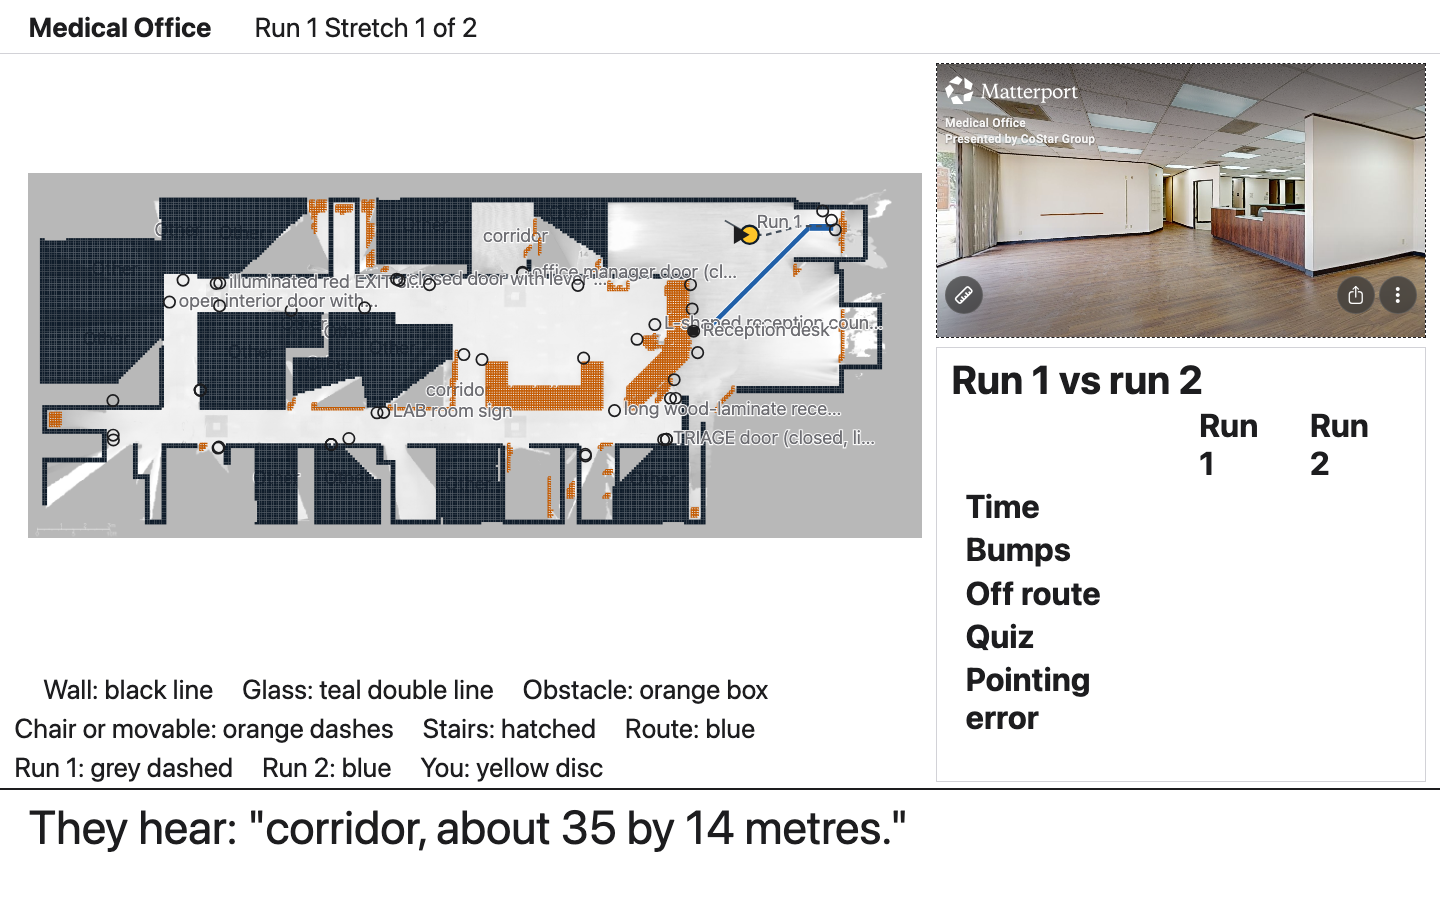 Medical Office
Run 1 Stretch 1 of 2
Matterport
Medical Office
Presented by CoStar Group
Run 1
corridor
office manager door (cl...
illuminated red EXIT
closed door with lever ...
open interior door with...
L-shaped reception coun...
Reception desk
corrido
LAB room sign
long wood-laminate rece...
TRIAGE door (closed, li...
Run 1 vs run 2
Run 1
Run 2
Time
Bumps
Off route
Quiz
Pointing error
Wall: black line Glass: teal double line Obstacle: orange box
Chair or movable: orange dashes Stairs: hatched Route: blue
Run 1: grey dashed Run 2: blue You: yellow disc
They hear: "corridor, about 35 by 14 metres."